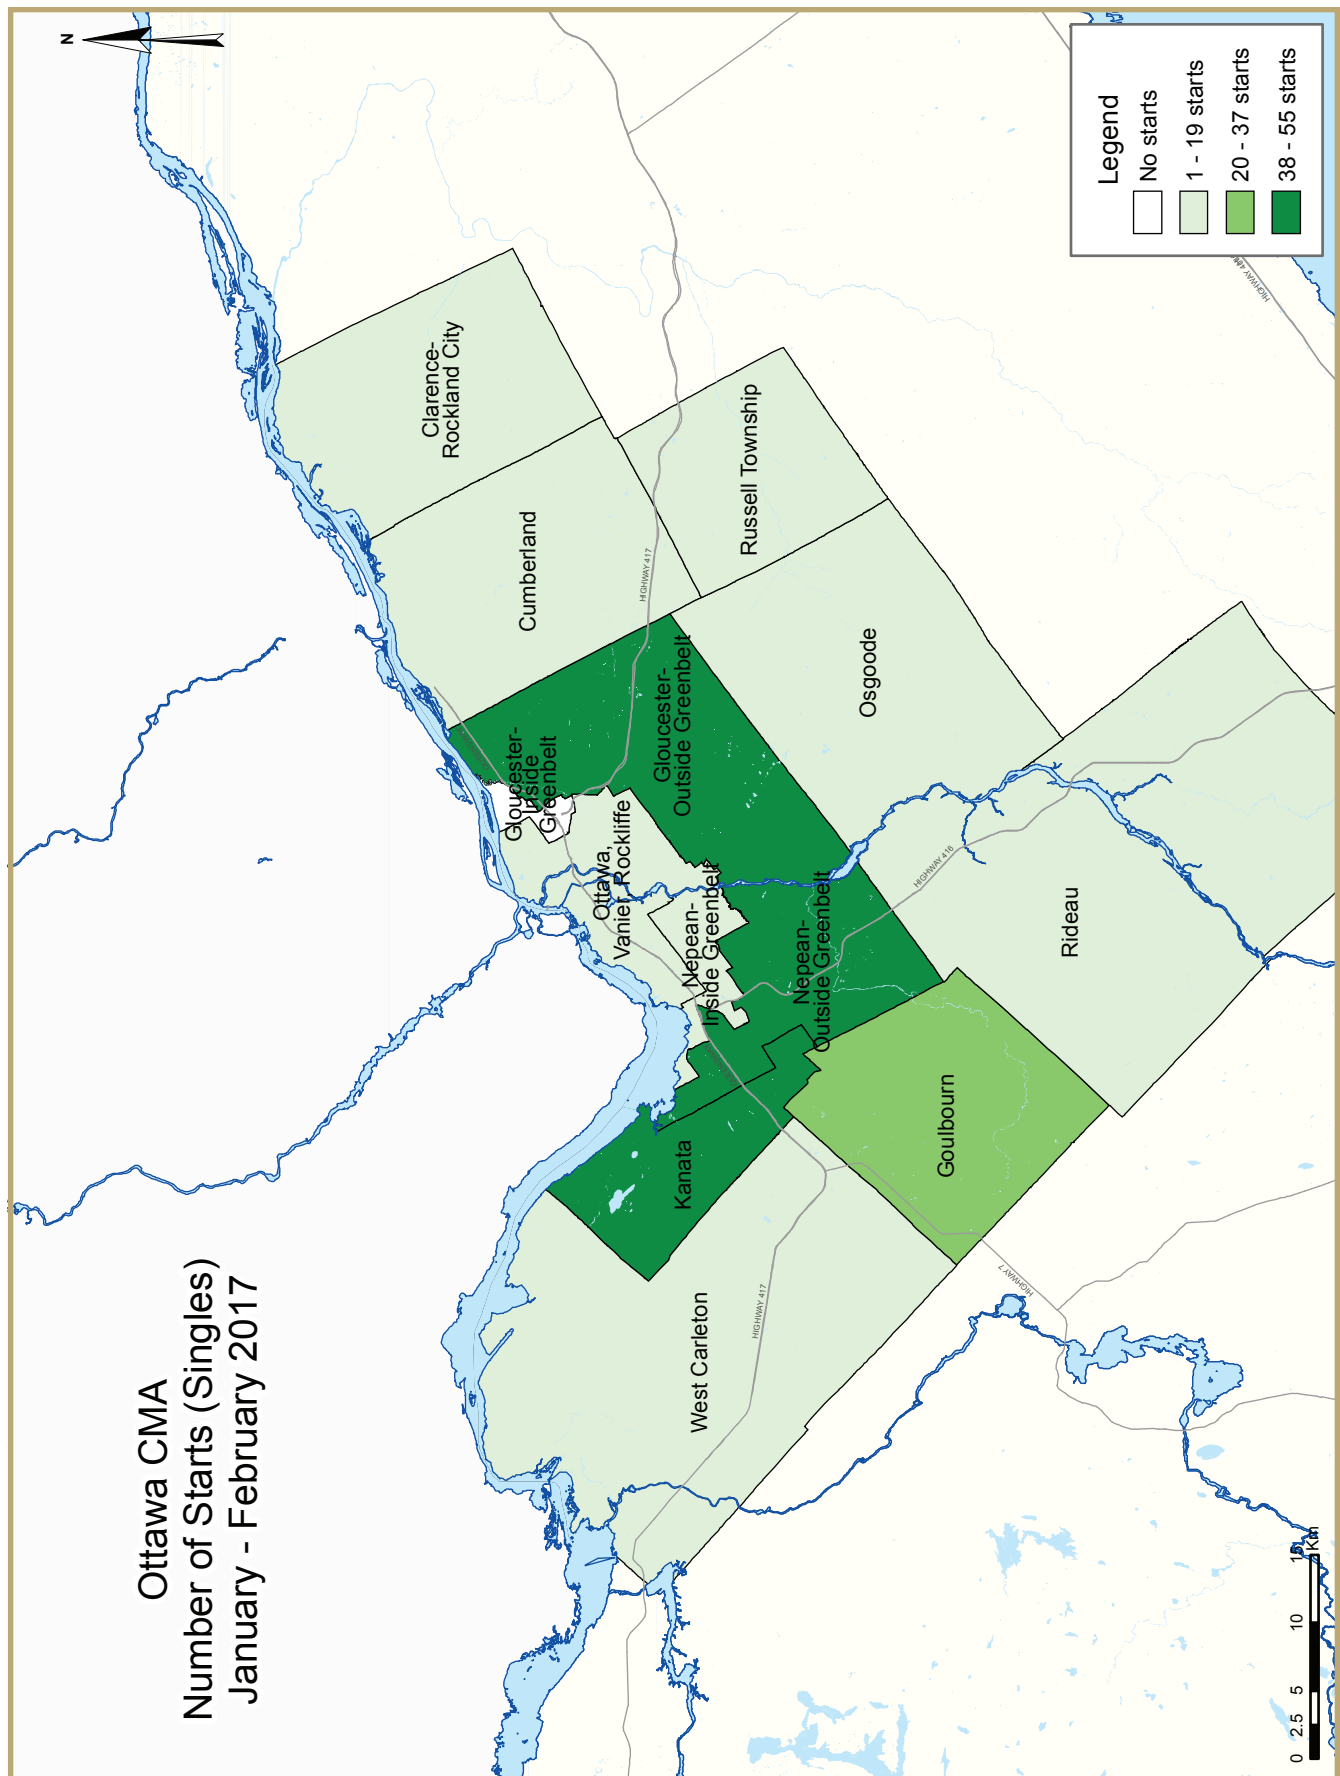 Ottawa CMA
Number of Starts (Singles)
January - February 2017
N
Legend
No starts
1 - 19 starts
20 - 37 starts
38 - 55 starts
Clarence-
Rockland City
Cumberland
Russell Township
HIGHWAY 417
Gloucester-
Inside
Greenbelt
Gloucester-
Outside Greenbelt
Osgoode
Ottawa,
Vanier, Rockliffe
Nepean-
Inside Greenbelt
Nepean-
Outside Greenbelt
HIGHWAY 416
Rideau
Kanata
Goulbourn
West Carleton
HIGHWAY 417
HIGHWAY 7
HIGHWAY
0 2.5 5 10 15
Km